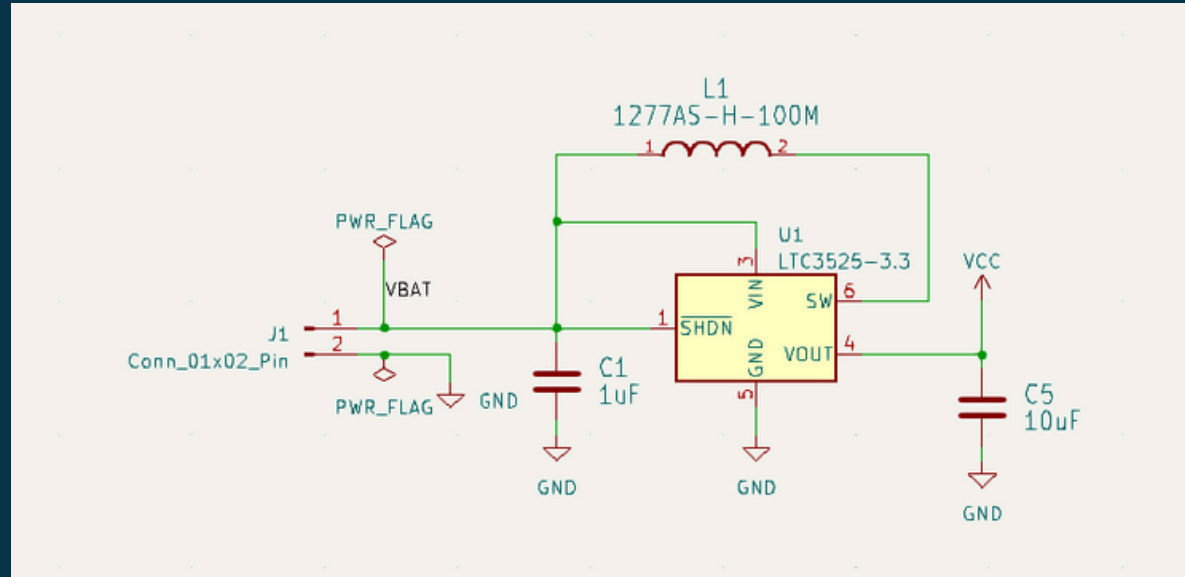 L1
1277AS-H-100M
1
2
PWR_FLAG
U1
LTC3525-3.3
VCC
3
VIN
SW
6
VBAT
1
J1
2
Conn_01x02_Pin
1
SHDN
GND
VOUT
4
C1
1uF
5
PWR_FLAG
GND
C5
10uF
GND
GND
GND